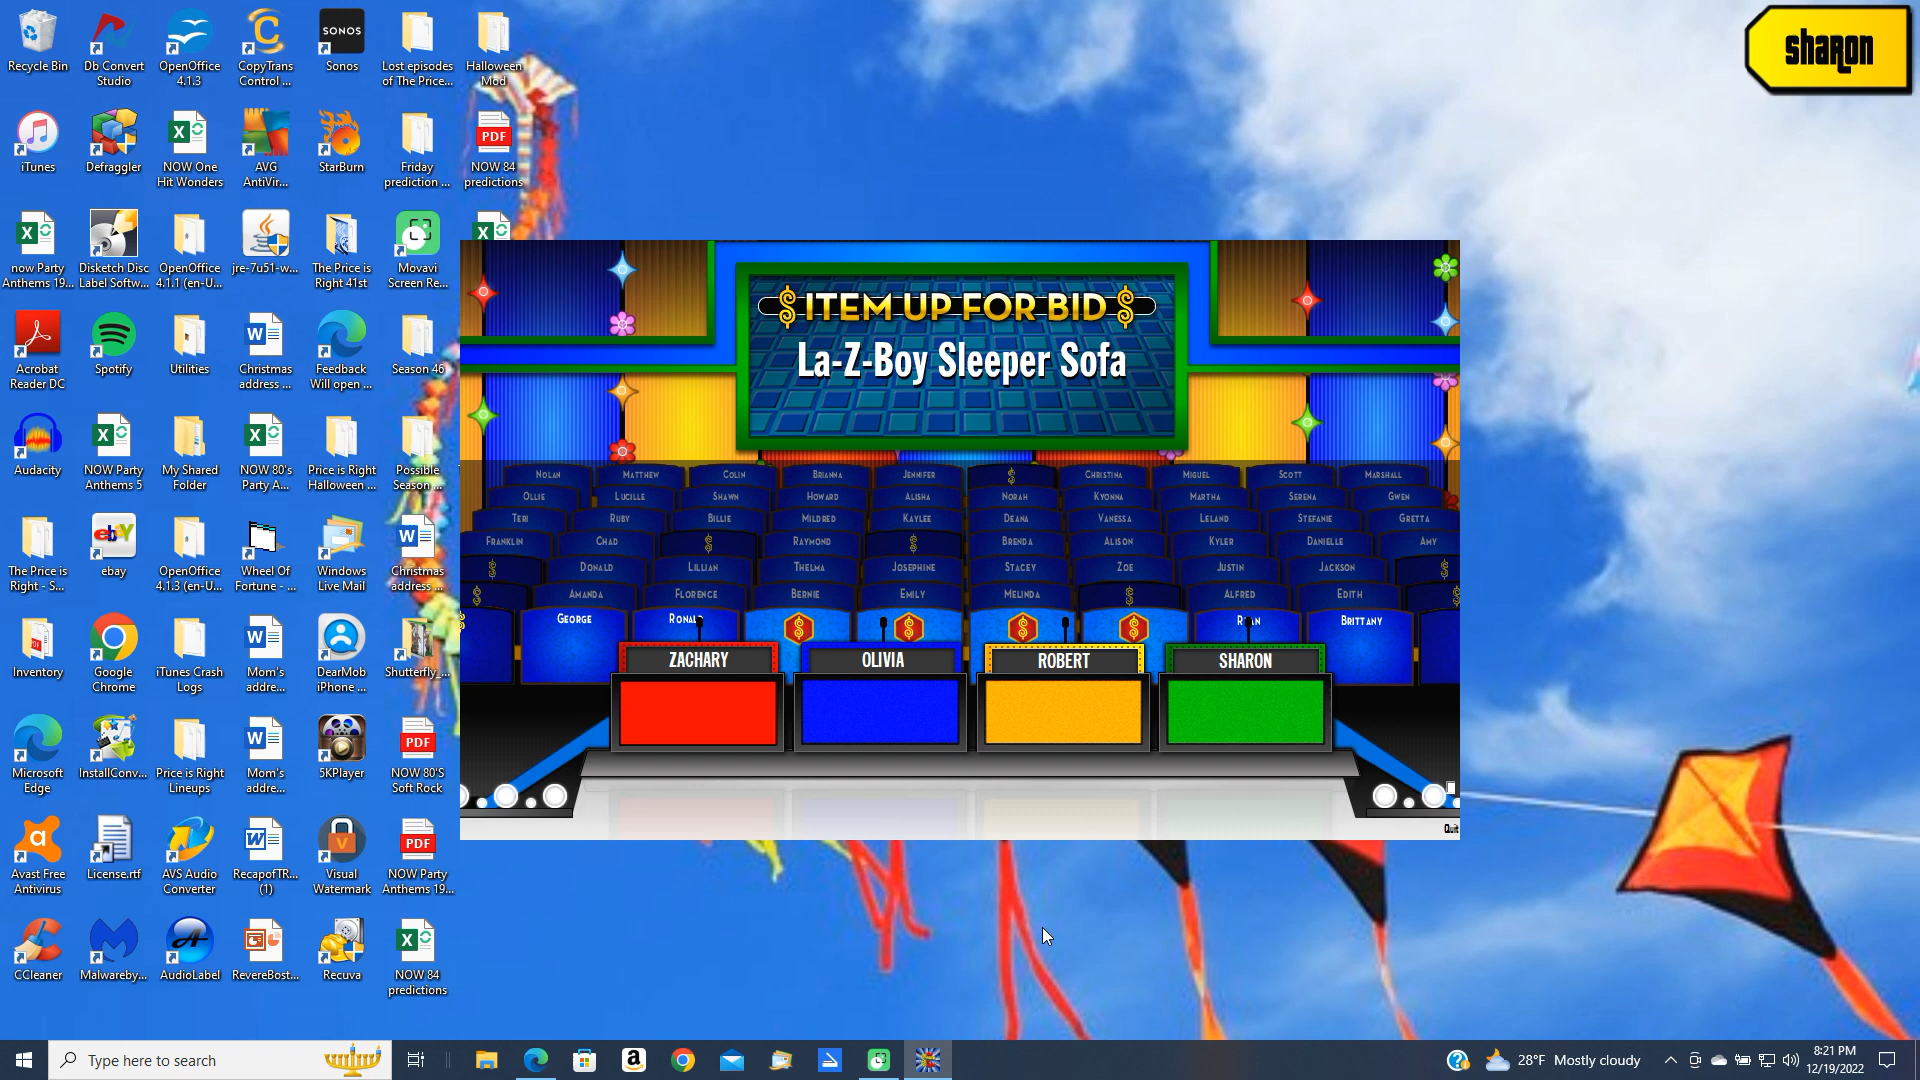 Recycle Bin
Db Convert
Studio
OpenOffice
4.1.3
CopyTrans
Control ...
SONOS
Sonos
Lost episodes
of The Price...
Halloween
Mod
sharon
iTunes
Defraggler
NOW One
Hit Wonders
AVG
AntiVir...
StarBurn
Friday
prediction ...
PDF
NOW 84
predictions
now Party
Anthems 19...
Disketch Disc
Label Softw...
OpenOffice
4.1.1 (en-U...
jre-7u51-w...
The Price is
Right 41st
Movavi
Screen Re...
Acrobat
Reader DC
Spotify
Utilities
Christmas
address ...
Feedback
Will open ...
Season 46
Audacity
NOW Party
Anthems 5
My Shared
Folder
NOW 80's
Party A...
Price is Right
Halloween ...
Possible
Season ...
The Price is
Right - S...
ebay
ebay
OpenOffice
4.1.3 (en-U...
Wheel Of
Fortune - ...
Windows
Live Mail
Christmas
address ...
Inventory
Google
Chrome
iTunes Crash
Logs
Mom's
addre...
DearMob
iPhone ...
Shutterfly_...
Microsoft
Edge
InstallConv...
Price is Right
Lineups
Mom's
addre...
5KPlayer
PDF
NOW 80'S
Soft Rock
Avast Free
Antivirus
License.rtf
AVS Audio
Converter
RecapofTR...
(1)
Visual
Watermark
PDF
NOW Party
Anthems 19...
CCleaner
Malwareby...
AudioLabel
RevereBost...
Recuva
NOW 84
predictions
$ ITEM UP FOR BID $
La-Z-Boy Sleeper Sofa
NOLAN MATTHEW COLIN BRIANNA JENNIFER $ CHRISTINA MIGUEL SCOTT MARSHALL
OLLIE LUCILLE SHAWN HOWARD ALISHA NORAH KYONNA MARTHA SERENA GWEN
TERI RUBY BILLIE MILDRED KAYLEE DEANA VANESSA LELAND STEFANIE GRETTA
FRANKLIN CHAD $ RAYMOND $ BRENDA ALISON KYLER DANIELLE AMY
$ DONALD LILLIAN THELMA JOSEPHINE STACEY ZOE JUSTIN JACKSON $
$ AMANDA FLORENCE BERNIE EMILY MELINDA $ ALFRED EDITH $
$ GEORGE $ $ $ $ BRITTANY
ZACHARY OLIVIA ROBERT SHARON
Quit
Type here to search
28°F Mostly cloudy
8:21 PM
12/19/2022